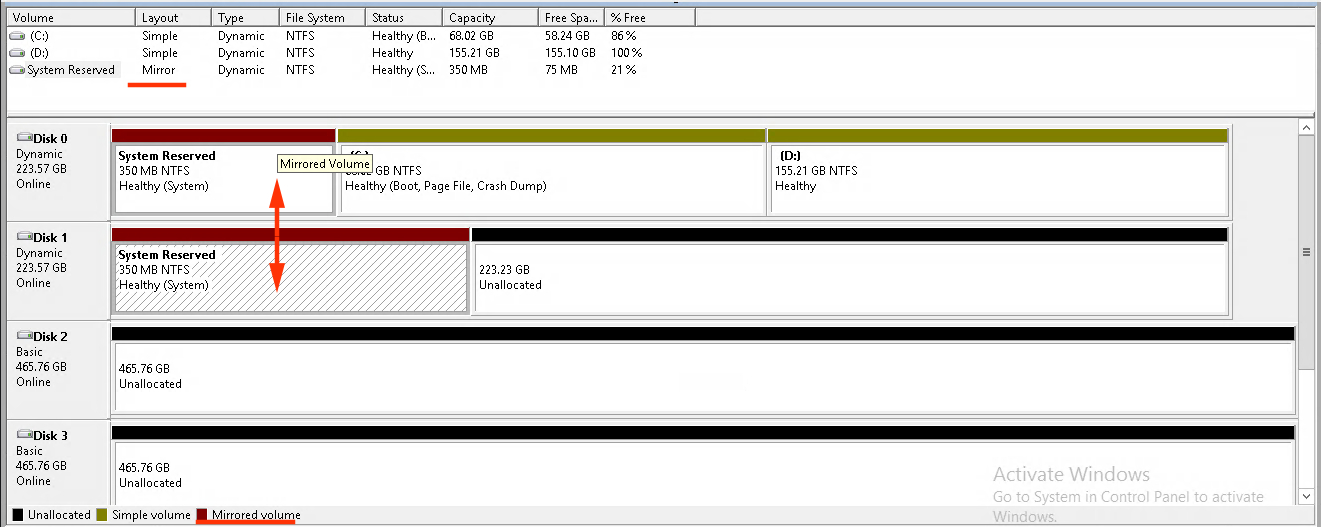 Volume Layout Type File System Status Capacity Free Spa... % Free
(C:) Simple Dynamic NTFS Healthy (B... 68.02 GB 58.24 GB 86%
(D:) Simple Dynamic NTFS Healthy 155.21 GB 155.10 GB 100%
System Reserved Mirror Dynamic NTFS Healthy (S... 350 MB 75 MB 21%
Disk 0
Dynamic
223.57 GB
Online
System Reserved
350 MB NTFS
Healthy (System)
Mirrored Volume
GB NTFS
Healthy (Boot, Page File, Crash Dump)
(D:)
155.21 GB NTFS
Healthy
Disk 1
Dynamic
223.57 GB
Online
System Reserved
350 MB NTFS
Healthy (System)
223.23 GB
Unallocated
Disk 2
Basic
465.76 GB
Online
465.76 GB
Unallocated
Disk 3
Basic
465.76 GB
Online
465.76 GB
Unallocated
Activate Windows
Go to System in Control Panel to activate
Windows.
Unallocated Simple volume Mirrored volume